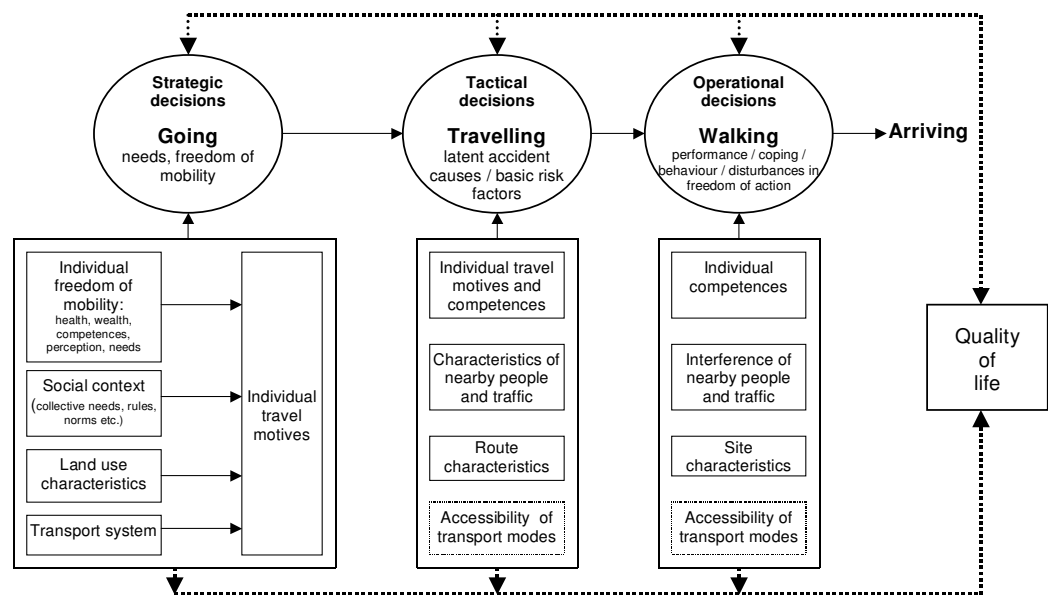 Strategic
decisions
Going
needs, freedom of
mobility
Tactical
decisions
Travelling
latent accident
causes / basic risk
factors
Operational
decisions
Walking
performance / coping /
behaviour / disturbances in
freedom of action
Arriving
Individual
freedom of
mobility:
health, wealth,
competences,
perception, needs
Social context
(collective needs, rules,
norms etc.)
Land use
characteristics
Transport system
Individual
travel
motives
Individual travel
motives and
competences
Characteristics of
nearby people
and traffic
Route
characteristics
Accessibility of
transport modes
Individual
competences
Interference of
nearby people
and traffic
Site
characteristics
Accessibility of
transport modes
Quality
of
life